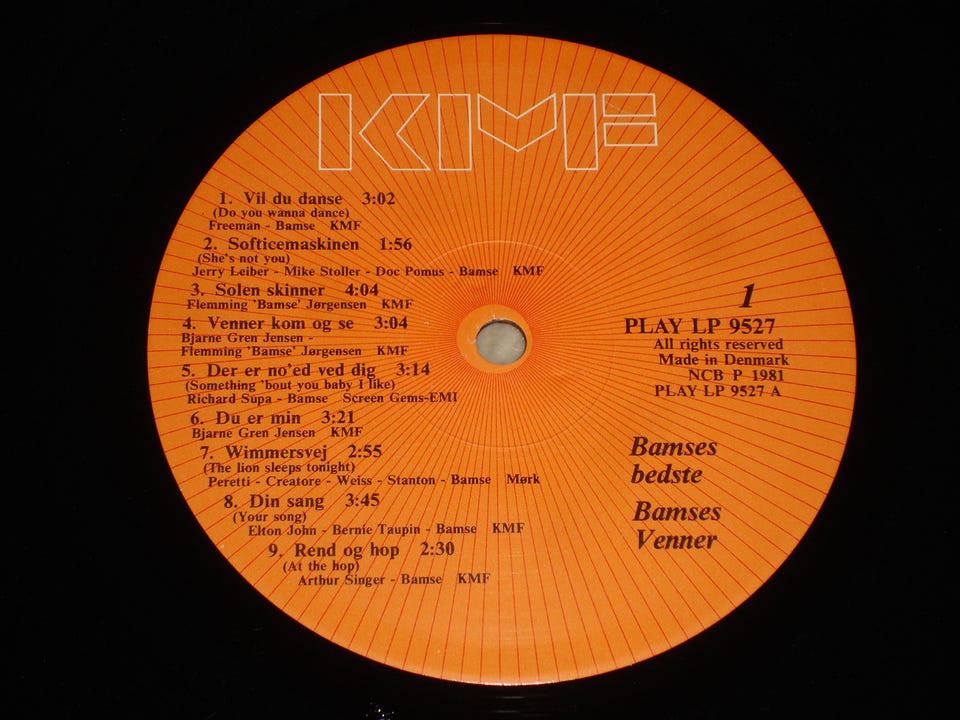 KMF
1. Vil du danse 3:02
(Do you wanna dance)
Freeman - Bamse KMF
2. Softicemaskinen 1:56
(She's not you)
Jerry Leiber - Mike Stoller - Doc Pomus - Bamse KMF
3. Solen skinner 4:04
Flemming 'Bamse' Jørgensen KMF
4. Venner kom og se 3:04
Bjarne Gren Jensen -
Flemming 'Bamse' Jørgensen KMF
5. Der er no'ed ved dig 3:14
(Something 'bout you baby I like)
Richard Supa - Bamse Screen Gems-EMI
6. Du er min 3:21
Bjarne Gren Jensen KMF
7. Wimmersvej 2:55
(The lion sleeps tonight)
Peretti - Creatore - Weiss - Stanton - Bamse Mørk
8. Din sang 3:45
(Your song)
Elton John - Bernie Taupin - Bamse KMF
9. Rend og hop 2:30
(At the hop)
Arthur Singer - Bamse KMF
1
PLAY LP 9527
All rights reserved
Made in Denmark
NCB P 1981
PLAY LP 9527 A
Bamses
bedste
Bamses
Venner